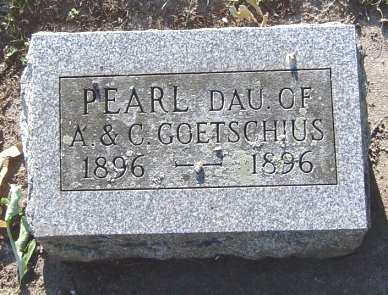 PEARL DAU. OF
A. & C. GOETSCHIUS
1896 — 1896